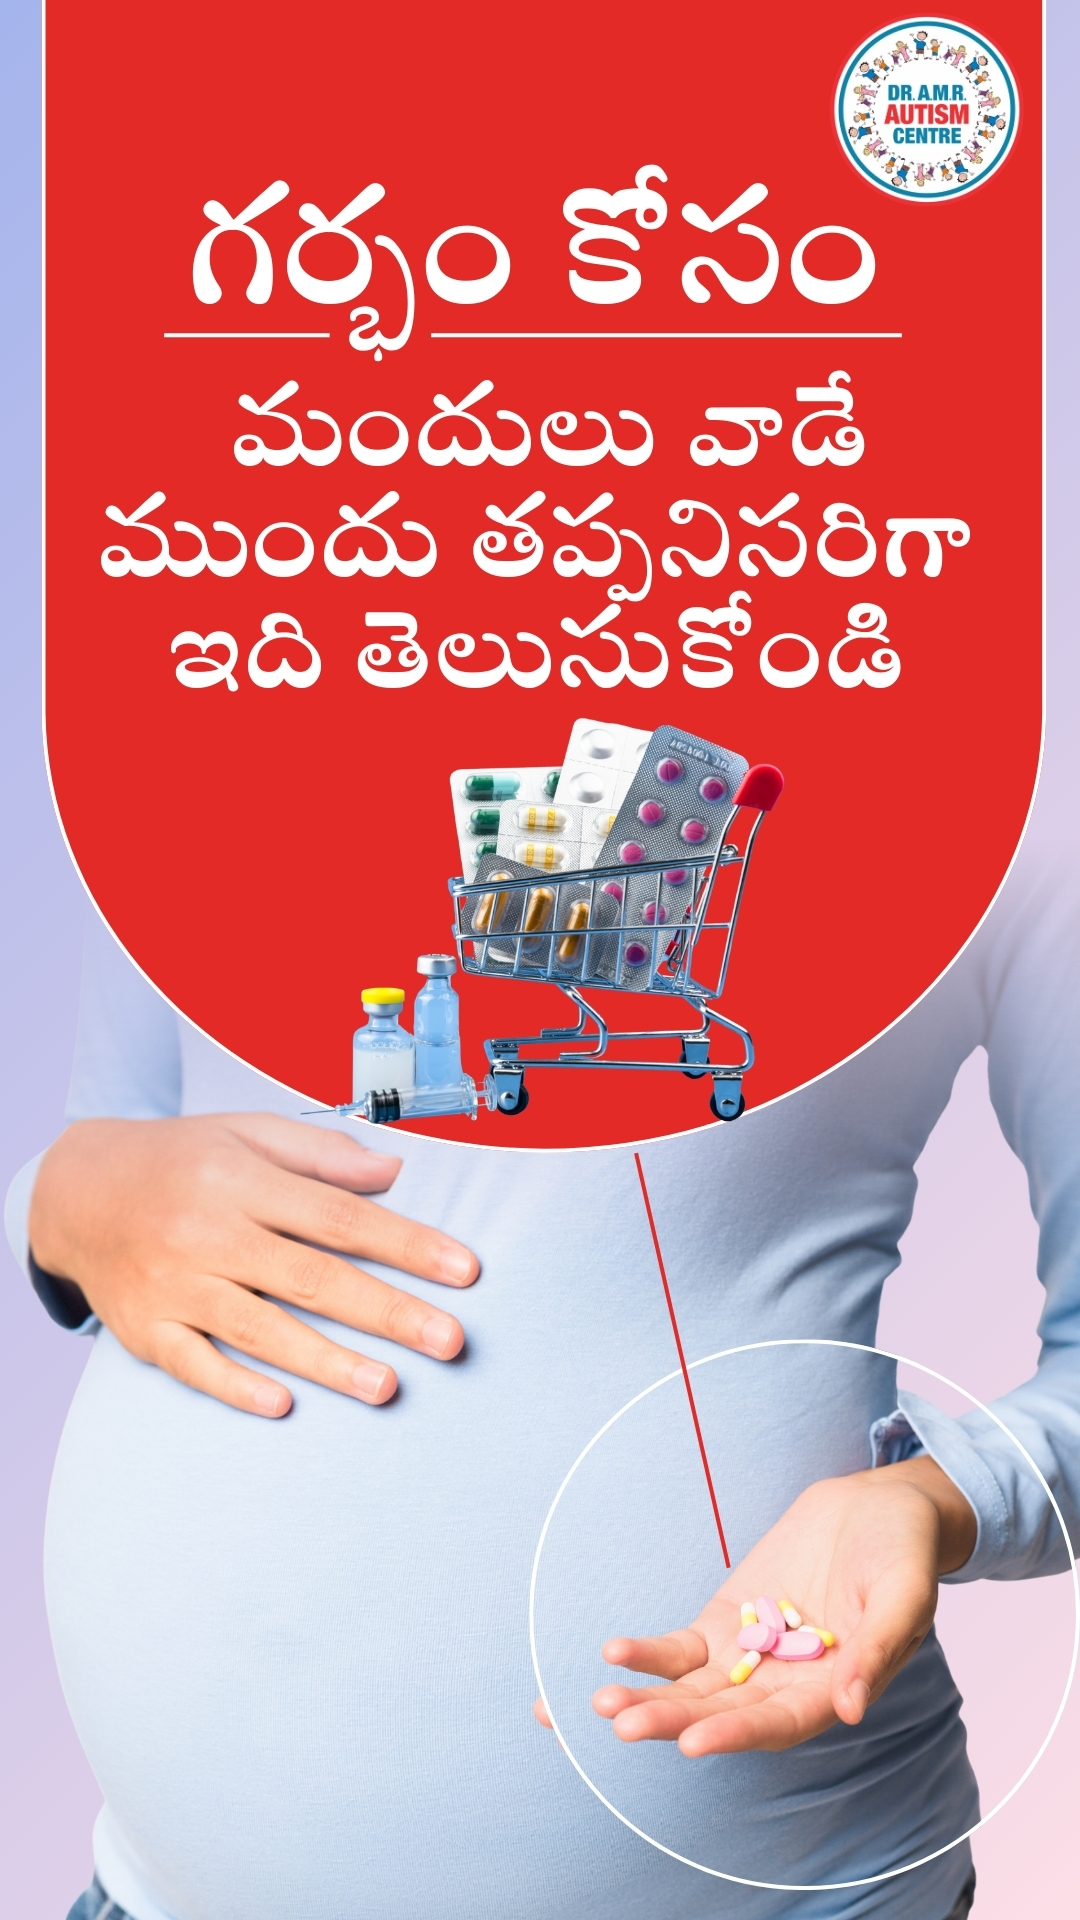 DR.A.M.R.
AUTISM
CENTRE
గర్భం కోసం
మందులు వాడే
ముందు తప్పనిసరిగా
ఇది తెలుసుకోండి